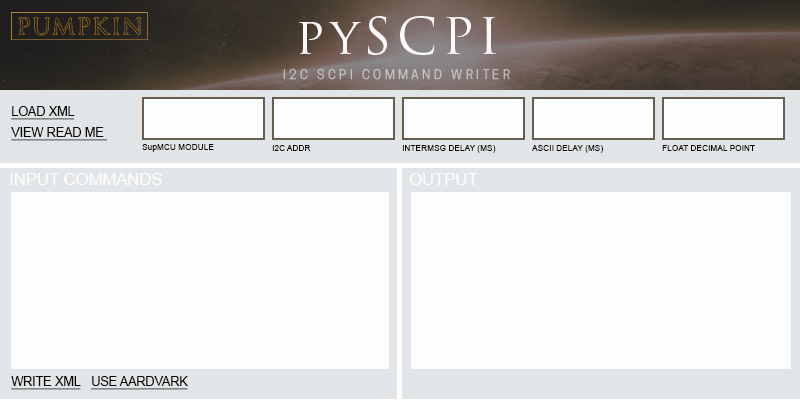 PUMPKIN
PYSCPI
I2C SCPI COMMAND WRITER
LOAD XML
VIEW READ ME
SupMCU MODULE
I2C ADDR
INTERMSG DELAY (MS)
ASCII DELAY (MS)
FLOAT DECIMAL POINT
INPUT COMMANDS
OUTPUT
WRITE XML
USE AARDVARK